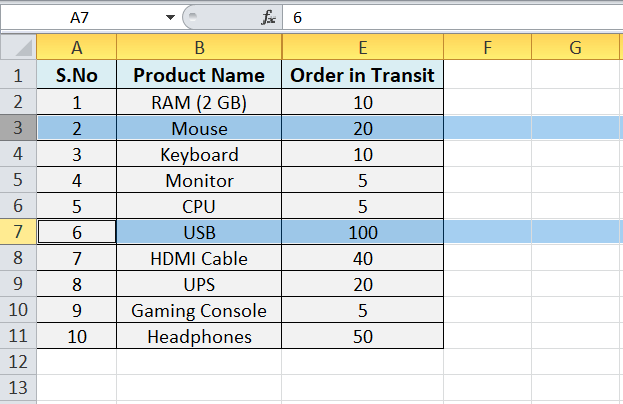 A7 fx 6
A B E F G
1 S.No Product Name Order in Transit
2 1 RAM (2 GB) 10
3 2 Mouse 20
4 3 Keyboard 10
5 4 Monitor 5
6 5 CPU 5
7 6 USB 100
8 7 HDMI Cable 40
9 8 UPS 20
10 9 Gaming Console 5
11 10 Headphones 50
12
13